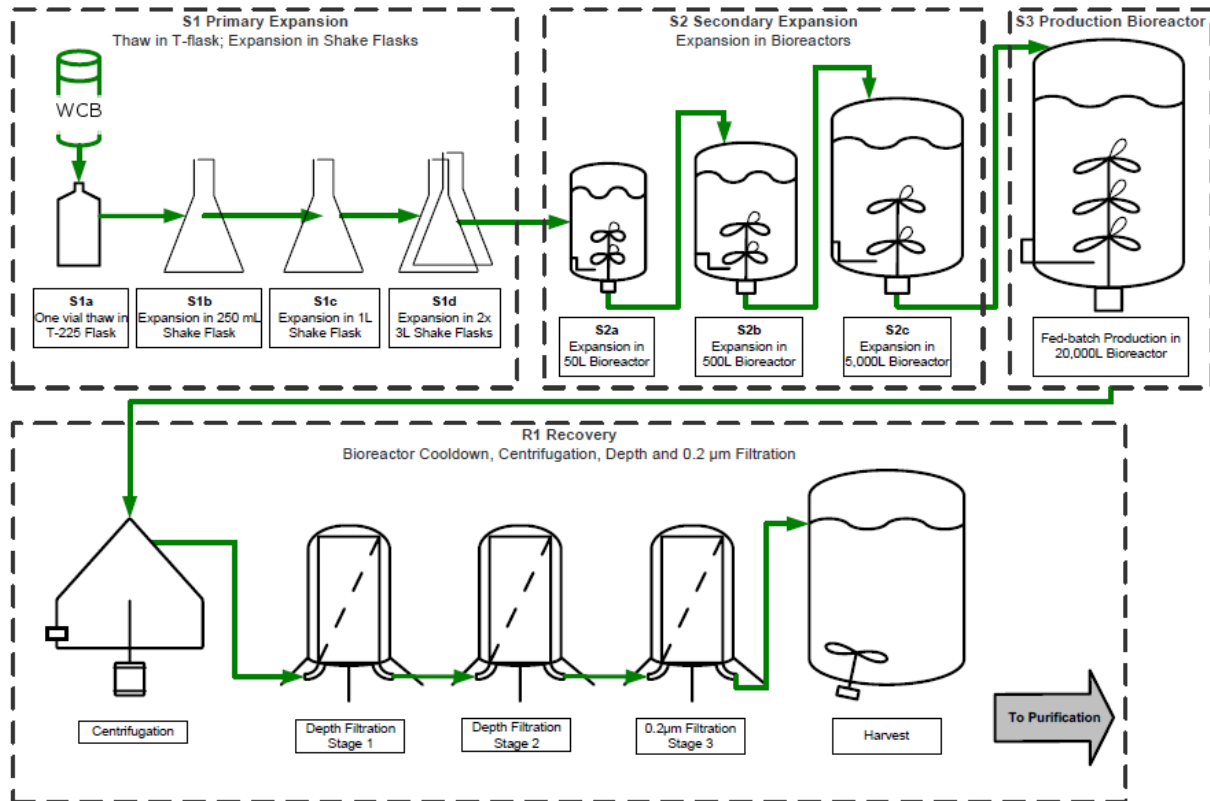 S1 Primary Expansion
Thaw in T-flask; Expansion in Shake Flasks
WCB
S1a
One vial thaw in
T-225 Flask
S1b
Expansion in 250 mL
Shake Flask
S1c
Expansion in 1L
Shake Flask
S1d
Expansion in 2x
3L Shake Flasks
S2 Secondary Expansion
Expansion in Bioreactors
S2a
Expansion in
50L Bioreactor
S2b
Expansion in
500L Bioreactor
S2c
Expansion in
5,000L Bioreactor
S3 Production Bioreactor
Fed-batch Production in
20,000L Bioreactor
R1 Recovery
Bioreactor Cooldown, Centrifugation, Depth and 0.2 µm Filtration
Centrifugation
Depth Filtration
Stage 1
Depth Filtration
Stage 2
0.2µm Filtration
Stage 3
Harvest
To Purification